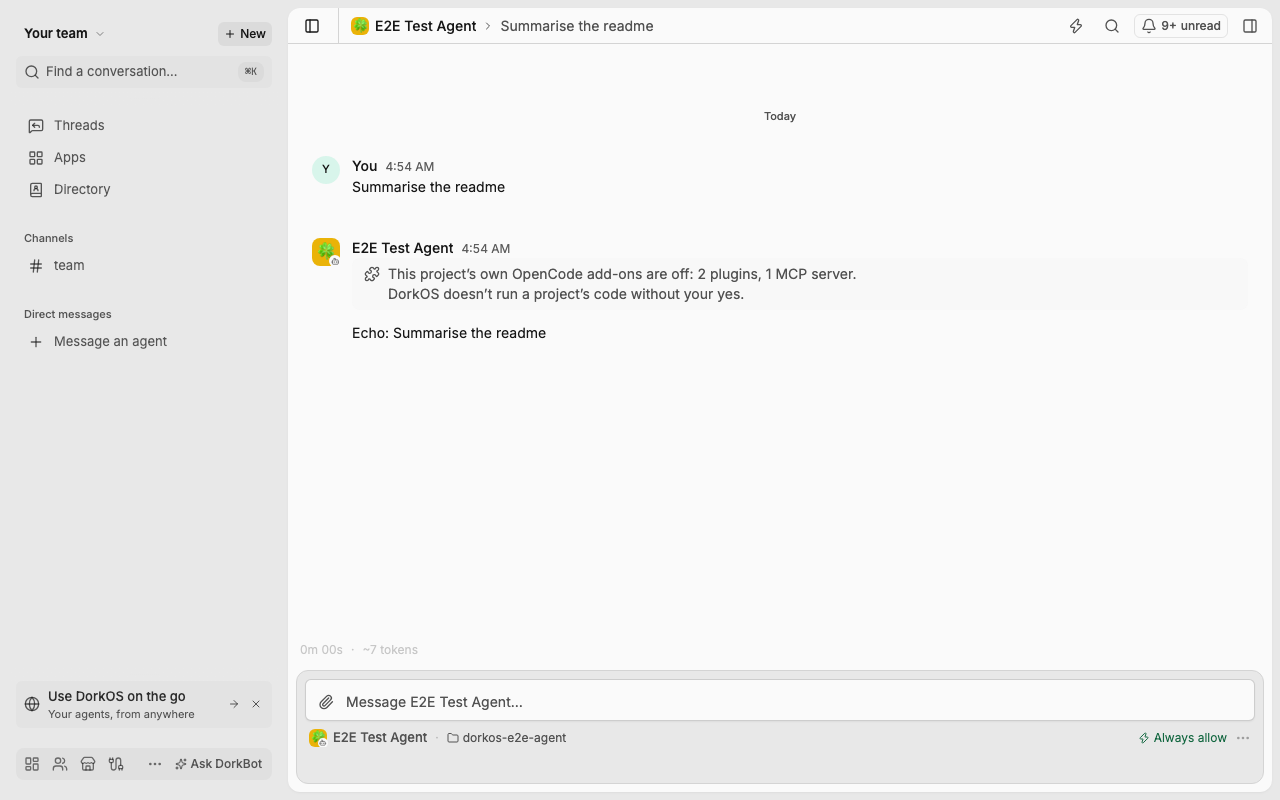 Your team
+ New
Find a conversation...
⌘K
Threads
Apps
Directory
Channels
# team
Direct messages
+ Message an agent
Use DorkOS on the go
Your agents, from anywhere
Ask DorkBot
E2E Test Agent > Summarise the readme
9+ unread
Today
Y
You 4:54 AM
Summarise the readme
E2E Test Agent 4:54 AM
This project's own OpenCode add-ons are off: 2 plugins, 1 MCP server.
DorkOS doesn't run a project's code without your yes.
Echo: Summarise the readme
0m 00s · ~7 tokens
Message E2E Test Agent...
E2E Test Agent · dorkos-e2e-agent
Always allow